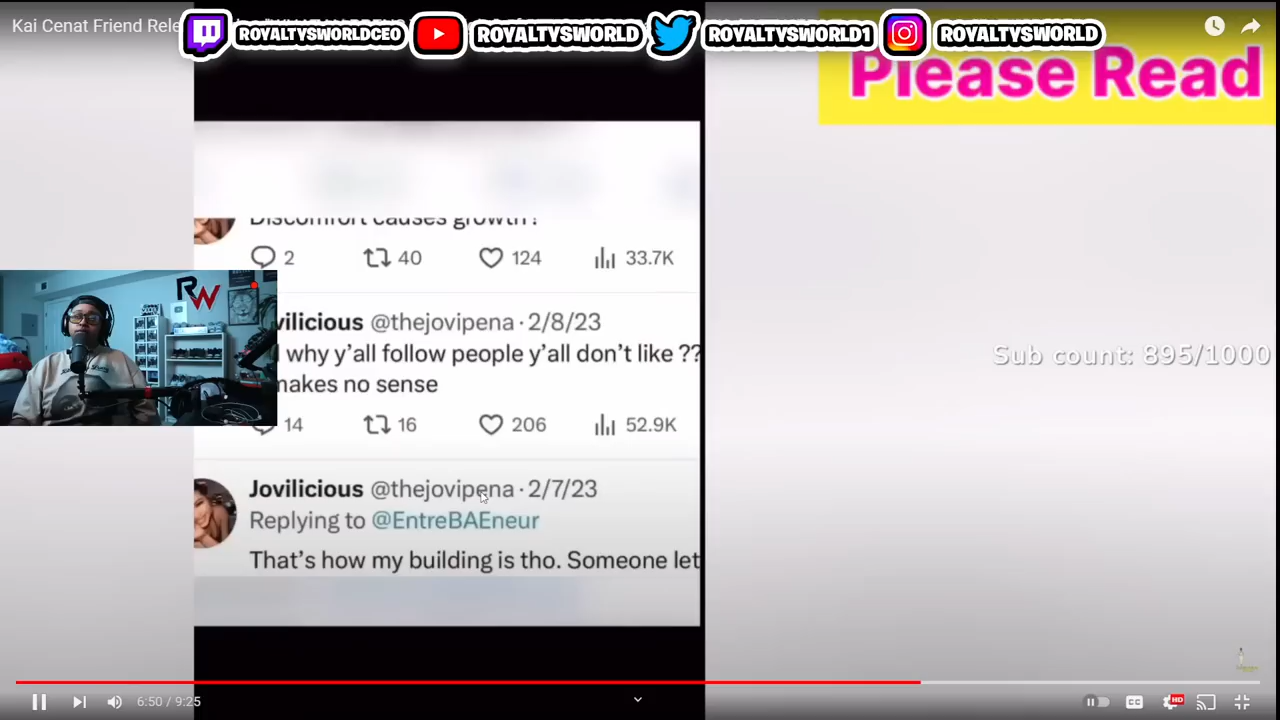 Kai Cenat Friend Rele
ROYALTYSWORLDCEO
ROYALTYSWORLD
ROYALTYSWORLD1
ROYALTYSWORLD
Please Read
Discomfort causes growth?
2 40 124 33.7K
RW
vilicious @thejovipena · 2/8/23
why y’all follow people y’all don’t like ??
makes no sense
Sub count: 895/1000
14 16 206 52.9K
Jovilicious @thejovipena · 2/7/23
Replying to @EntreBAEneur
That’s how my building is tho. Someone let
6:50 / 9:25
CC
HD